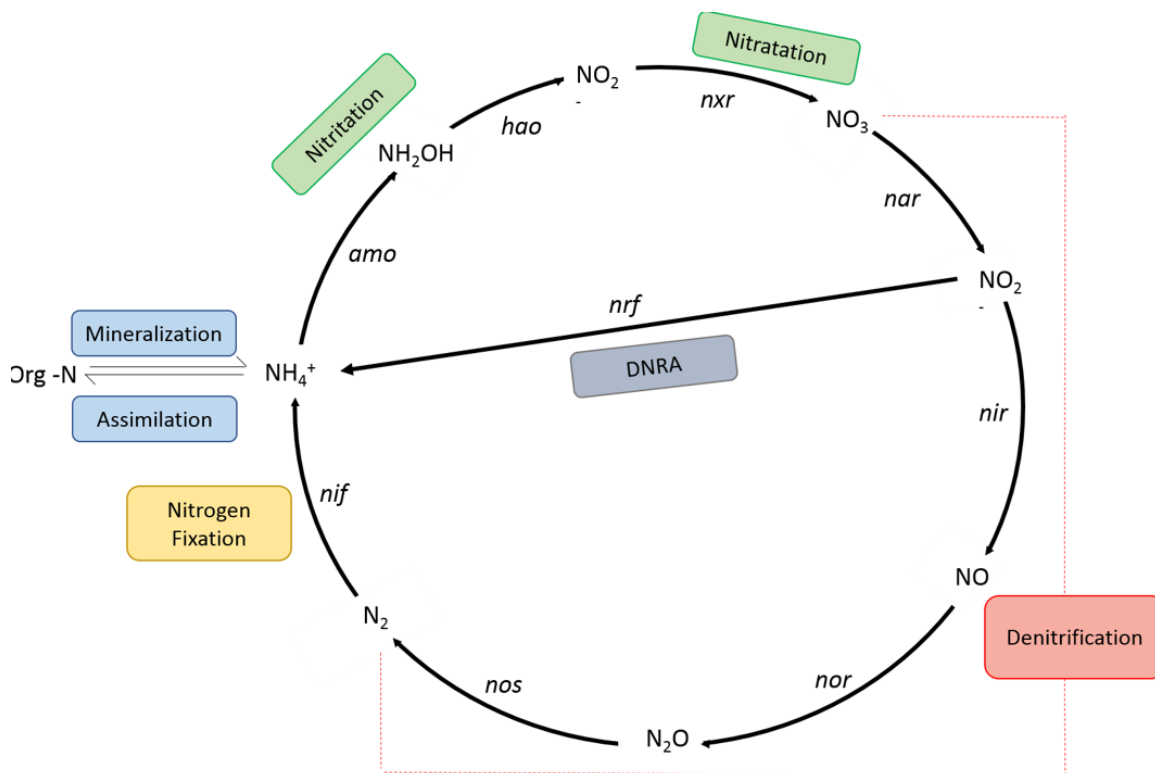 Nitratation
NO₂
-
nxr
NO₃
Nitritation
hao
NH₂OH
nar
amo
NO₂
-
nrf
DNRA
Mineralization
Org -N
NH₄⁺
Assimilation
nir
nif
Nitrogen
Fixation
NO
N₂
Denitrification
nos
nor
N₂O